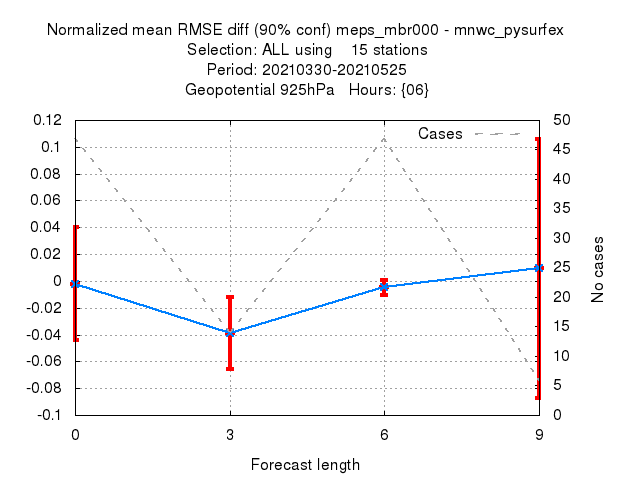 Normalized mean RMSE diff (90% conf) meps_mbr000 - mnwc_pysurfex
Selection: ALL using    15 stations
Period: 20210330-20210525
Geopotential 925hPa   Hours: {06}
Cases
0.12
0.1
0.08
0.06
0.04
0.02
0
-0.02
-0.04
-0.06
-0.08
-0.1
50
45
40
35
30
25
20
15
10
5
0
No cases
0 3 6 9
Forecast length